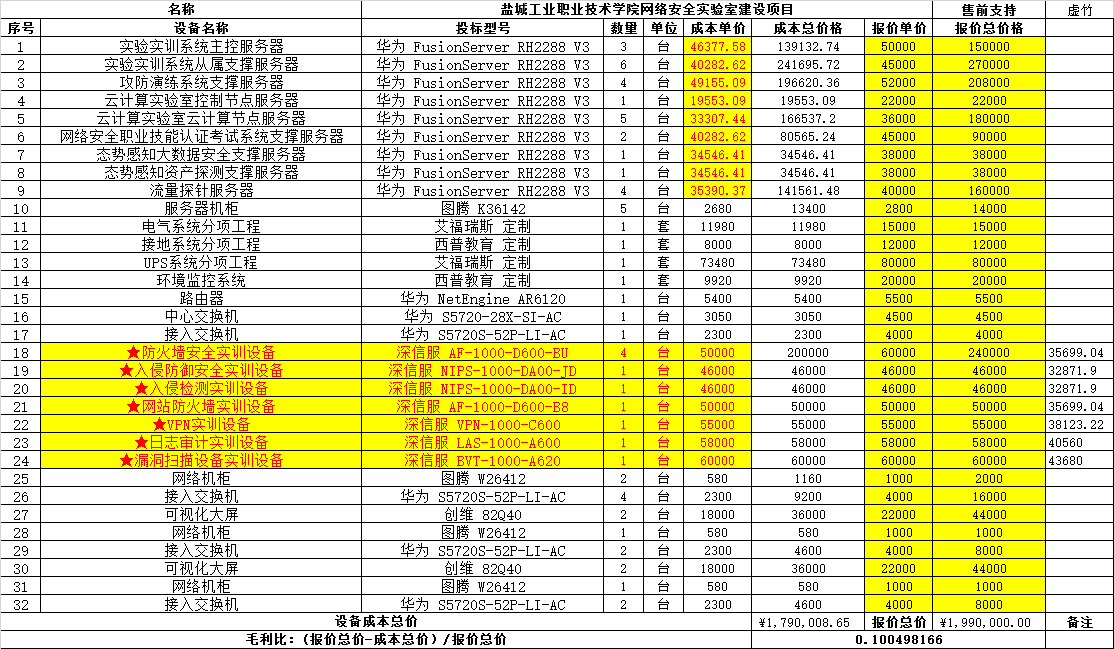 名称 盐城工业职业技术学院网络安全实验室建设项目 售前支持 虚竹
序号 设备名称 投标型号 数量 单位 成本单价 成本总价格 报价单价 报价总价格
1 实验实训系统主控服务器 华为 FusionServer RH2288 V3 3 台 46377.58 139132.74 50000 150000
2 实验实训系统从属支撑服务器 华为 FusionServer RH2288 V3 6 台 40282.62 241695.72 45000 270000
3 攻防演练系统支撑服务器 华为 FusionServer RH2288 V3 4 台 49155.09 196620.36 52000 208000
4 云计算实验室控制节点服务器 华为 FusionServer RH2288 V3 1 台 19553.09 19553.09 22000 22000
5 云计算实验室云计算节点服务器 华为 FusionServer RH2288 V3 5 台 33307.44 166537.2 36000 180000
6 网络安全职业技能认证考试系统支撑服务器 华为 FusionServer RH2288 V3 2 台 40282.62 80565.24 45000 90000
7 态势感知大数据安全支撑服务器 华为 FusionServer RH2288 V3 1 台 34546.41 34546.41 38000 38000
8 态势感知资产探测支撑服务器 华为 FusionServer RH2288 V3 1 台 34546.41 34546.41 38000 38000
9 流量探针服务器 华为 FusionServer RH2288 V3 4 台 35390.37 141561.48 40000 160000
10 服务器机柜 图腾 K36142 5 台 2680 13400 2800 14000
11 电气系统分项工程 艾福瑞斯 定制 1 套 11980 11980 15000 15000
12 接地系统分项工程 西普教育 定制 1 套 8000 8000 12000 12000
13 UPS系统分项工程 艾福瑞斯 定制 1 套 73480 73480 80000 80000
14 环境监控系统 西普教育 定制 1 套 9920 9920 20000 20000
15 路由器 华为 NetEngine AR6120 1 台 5400 5400 5500 5500
16 中心交换机 华为 S5720-28X-SI-AC 1 台 3050 3050 4500 4500
17 接入交换机 华为 S5720S-52P-LI-AC 1 台 2300 2300 4000 4000
18 ★防火墙安全实训设备 深信服 AF-1000-D600-BU 4 台 50000 200000 60000 240000 35699.04
19 ★入侵防御安全实训设备 深信服 NIPS-1000-DA00-JD 1 台 46000 46000 46000 46000 32871.9
20 ★入侵检测实训设备 深信服 NIPS-1000-DA00-ID 1 台 46000 46000 46000 46000 32871.9
21 ★网站防火墙实训设备 深信服 AF-1000-D600-B8 1 台 50000 50000 50000 50000 35699.04
22 ★VPN实训设备 深信服 VPN-1000-C600 1 台 55000 55000 55000 55000 38123.22
23 ★日志审计实训设备 深信服 LAS-1000-A600 1 台 58000 58000 58000 58000 40560
24 ★漏洞扫描设备实训设备 深信服 BVT-1000-A620 1 台 60000 60000 60000 60000 43680
25 网络机柜 图腾 W26412 2 台 580 1160 1000 2000
26 接入交换机 华为 S5720S-52P-LI-AC 4 台 2300 9200 4000 16000
27 可视化大屏 创维 82Q40 2 台 18000 36000 22000 44000
28 网络机柜 图腾 W26412 1 台 580 580 1000 1000
29 接入交换机 华为 S5720S-52P-LI-AC 2 台 2300 4600 4000 8000
30 可视化大屏 创维 82Q40 2 台 18000 36000 22000 44000
31 网络机柜 图腾 W26412 1 台 580 580 1000 1000
32 接入交换机 华为 S5720S-52P-LI-AC 2 台 2300 4600 4000 8000
设备成本总价 ¥1,790,008.65 报价总价 ¥1,990,000.00 备注
毛利比：(报价总价-成本总价）/报价总价 0.100498166